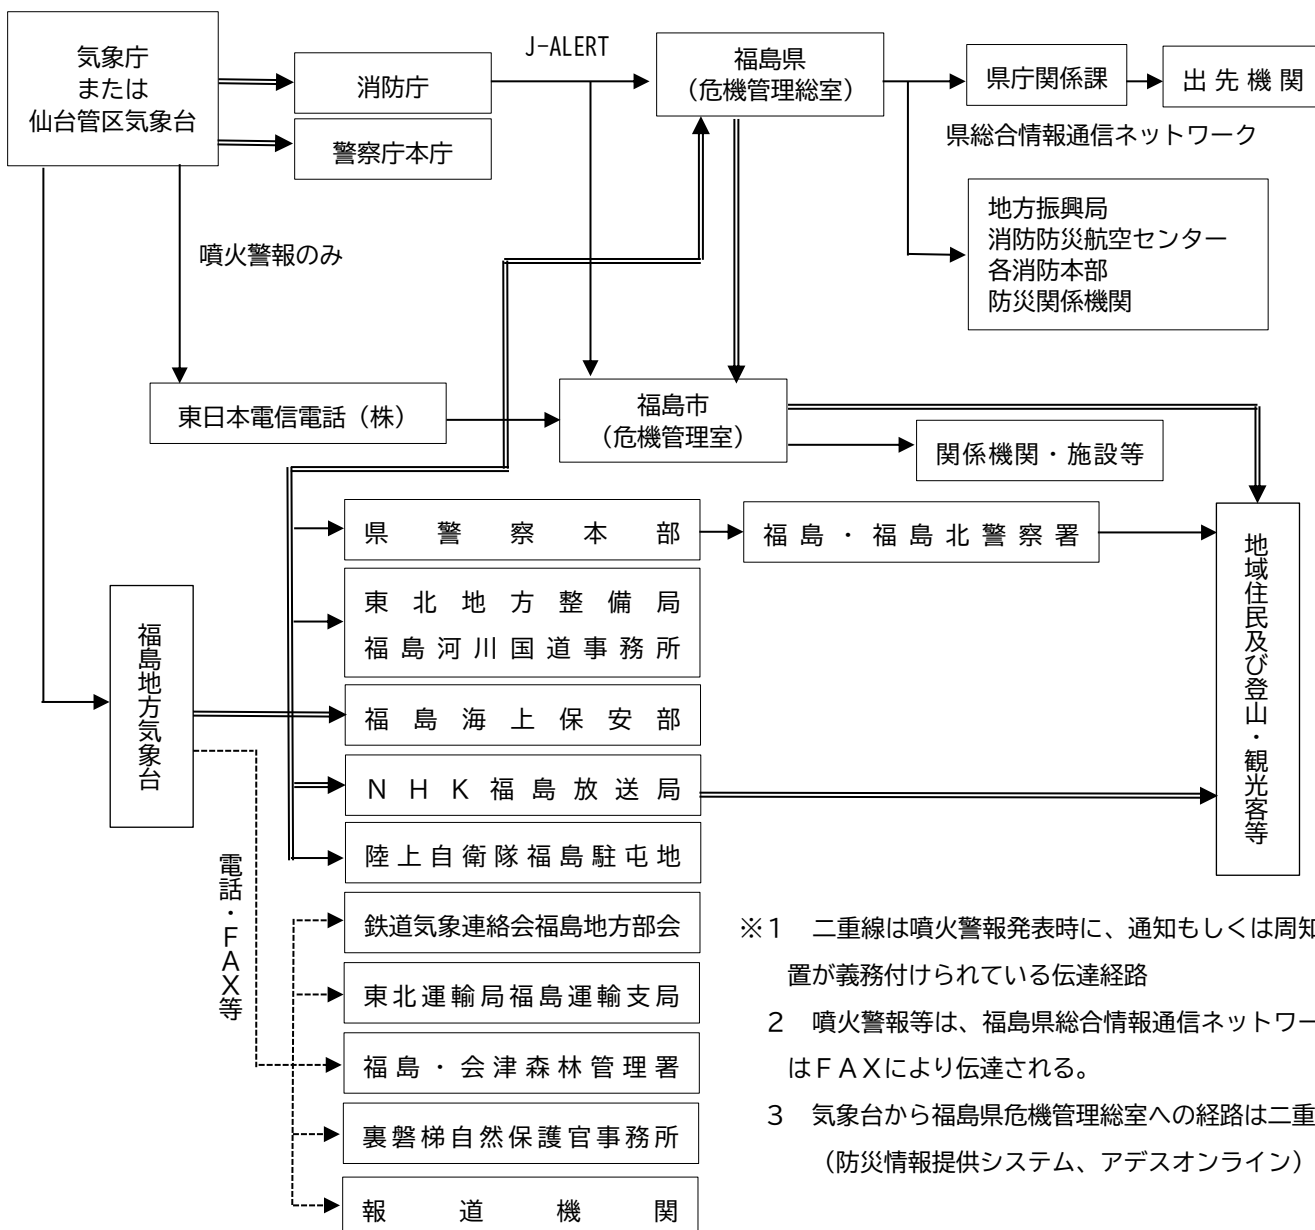 気象庁
または
仙台管区気象台
消防庁
警察庁本庁
J-ALERT
福島県
（危機管理総室）
県庁関係課
出先機関
県総合情報通信ネットワーク
地方振興局
消防防災航空センター
各消防本部
防災関係機関
噴火警報のみ
東日本電信電話（株）
福島市
（危機管理室）
関係機関・施設等
県警察本部
福島・福島北警察署
東北地方整備局
福島河川国道事務所
福島地方気象台
福島海上保安部
NHK福島放送局
陸上自衛隊福島駐屯地
地域住民及び登山・観光客等
電話・FAX等
鉄道気象連絡会福島地方部会
東北運輸局福島運輸支局
福島・会津森林管理署
裏磐梯自然保護官事務所
報道機関
※１　二重線は噴火警報発表時に、通知もしくは周知
置が義務付けられている伝達経路
２　噴火警報等は、福島県総合情報通信ネットワー
はＦＡＸにより伝達される。
３　気象台から福島県危機管理総室への経路は二重
（防災情報提供システム、アデスオンライン）